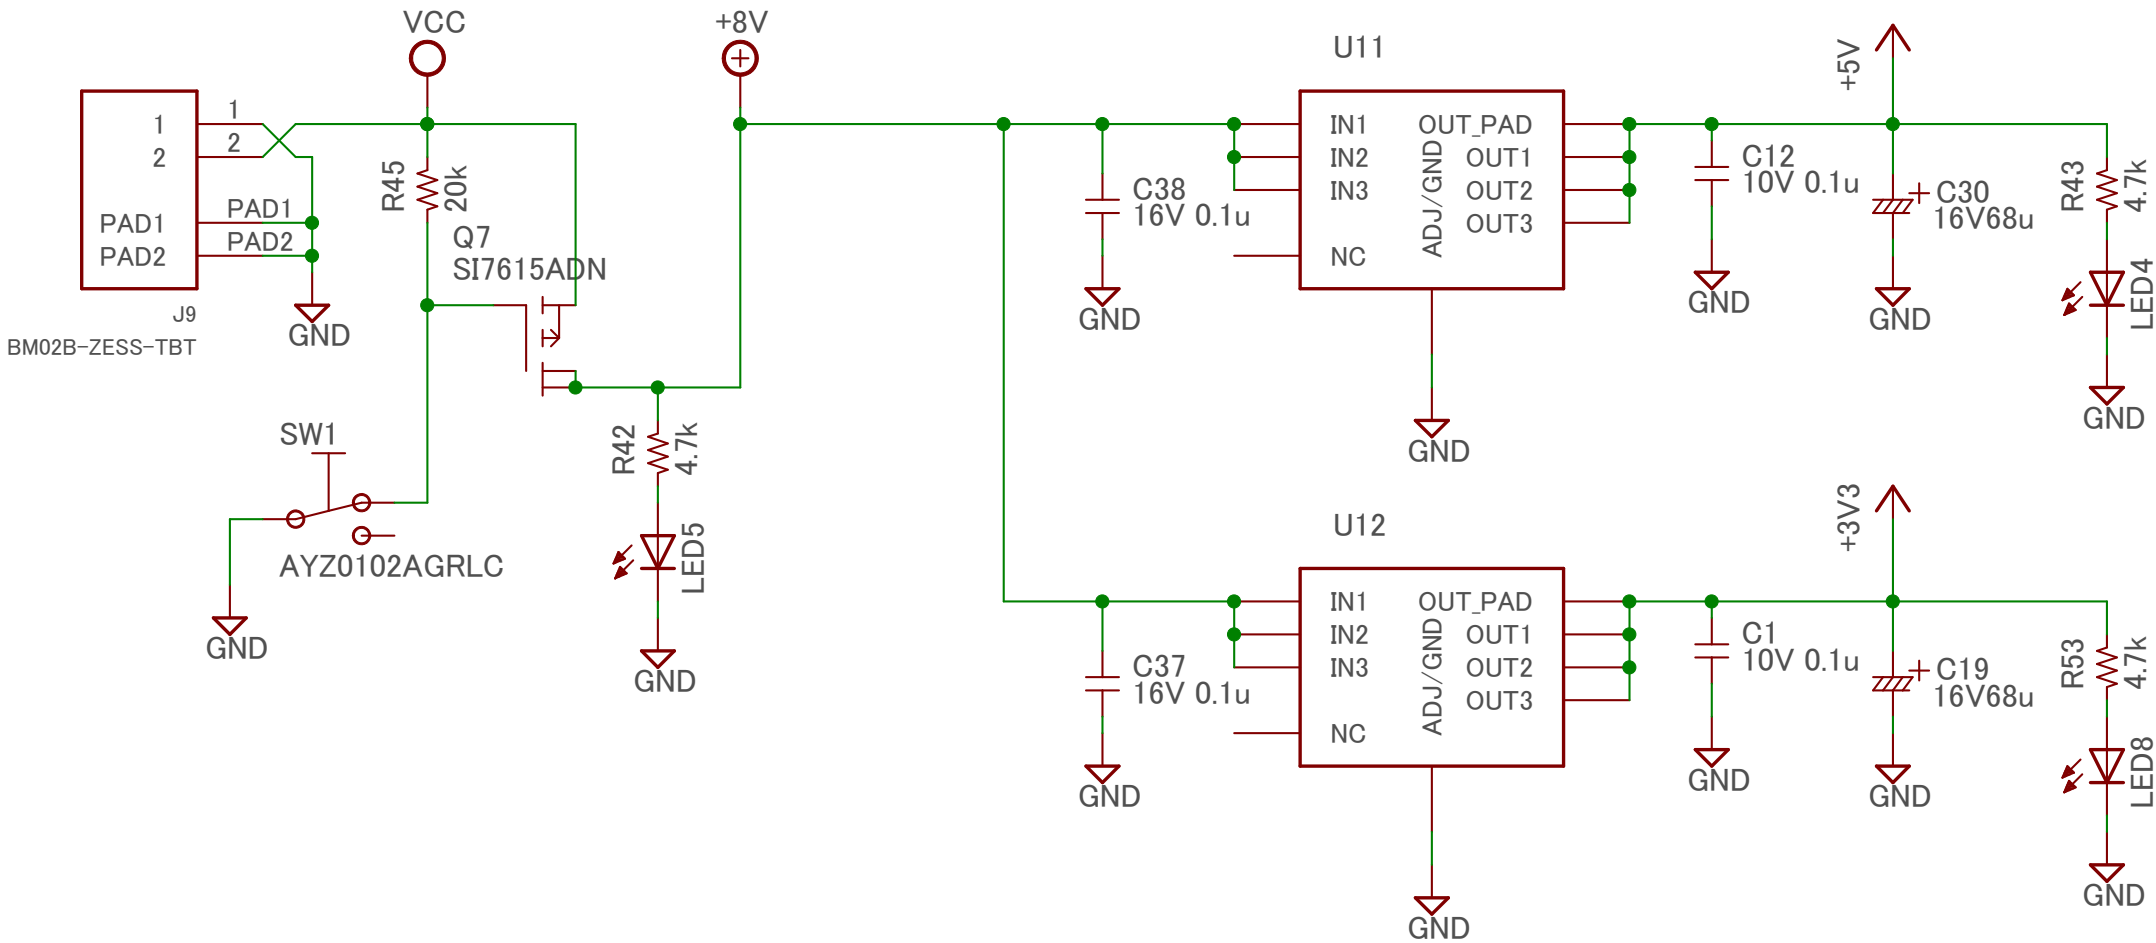 VCC
+8V
1
2
PAD1
PAD2
1
2
PAD1
PAD2
J9
BM02B-ZESS-TBT
GND
R45
20k
Q7
SI7615ADN
SW1
AYZ0102AGRLC
GND
R42
4.7k
LED5
GND
U11
IN1
IN2
IN3
NC
ADJ/GND
OUT_PAD
OUT1
OUT2
OUT3
C38
16V 0.1u
GND
GND
C12
10V 0.1u
GND
+5V
C30
16V68u
GND
R43
4.7k
LED4
GND
U12
IN1
IN2
IN3
NC
ADJ/GND
OUT_PAD
OUT1
OUT2
OUT3
C37
16V 0.1u
GND
GND
C1
10V 0.1u
GND
+3V3
C19
16V68u
GND
R53
4.7k
LED8
GND